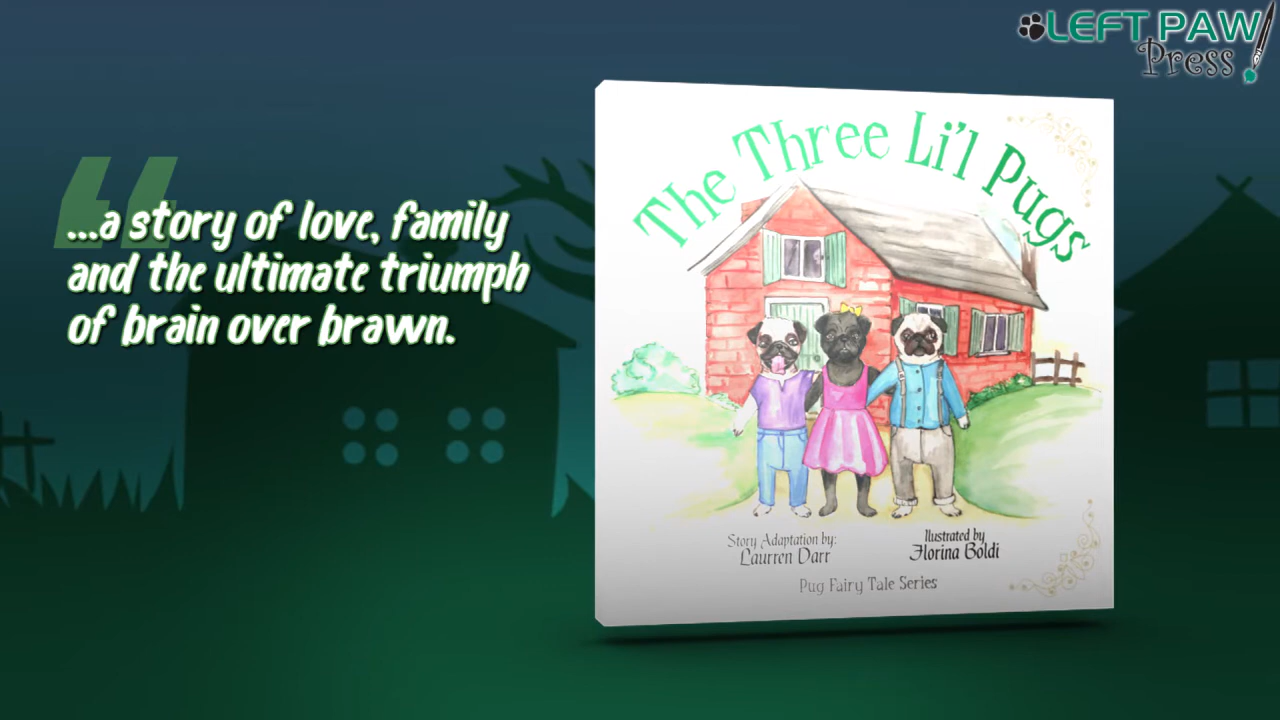 LEFT PAW
Press
“
...a story of love, family
and the ultimate triumph
of brain over brawn.
The Three Li'l Pugs
Story Adaptation by:
Laurren Darr
Illustrated by
Florina Boldi
Pug Fairy Tale Series